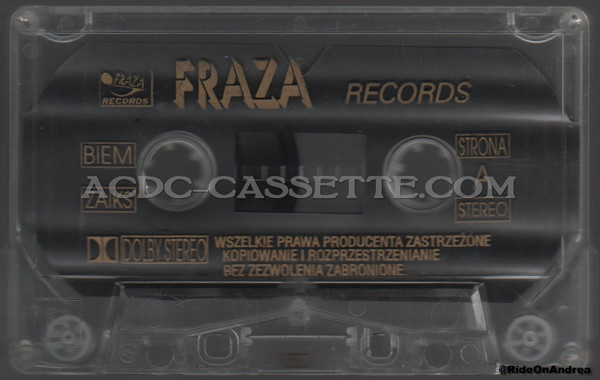 FRAZA
RECORDS
FRAZA
RECORDS
BIEM
STRONA
A
ZAIKS
STEREO
ACDC-CASSETTE.COM
DOLBY STEREO
WSZELKIE PRAWA PRODUCENTA ZASTRZEŻONE
KOPIOWANIE I ROZPRZESTRZENIANIE
BEZ ZEZWOLENIA ZABRONIONE
@RideOnAndrea